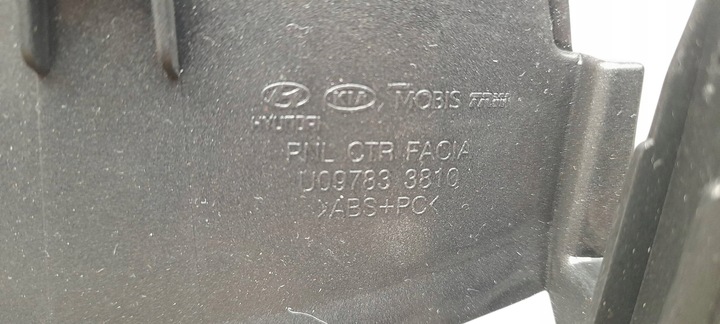 HYUNDAI KIA MOBIS
PNL CTR FACIA
U09783 3810
>ABS+PC<